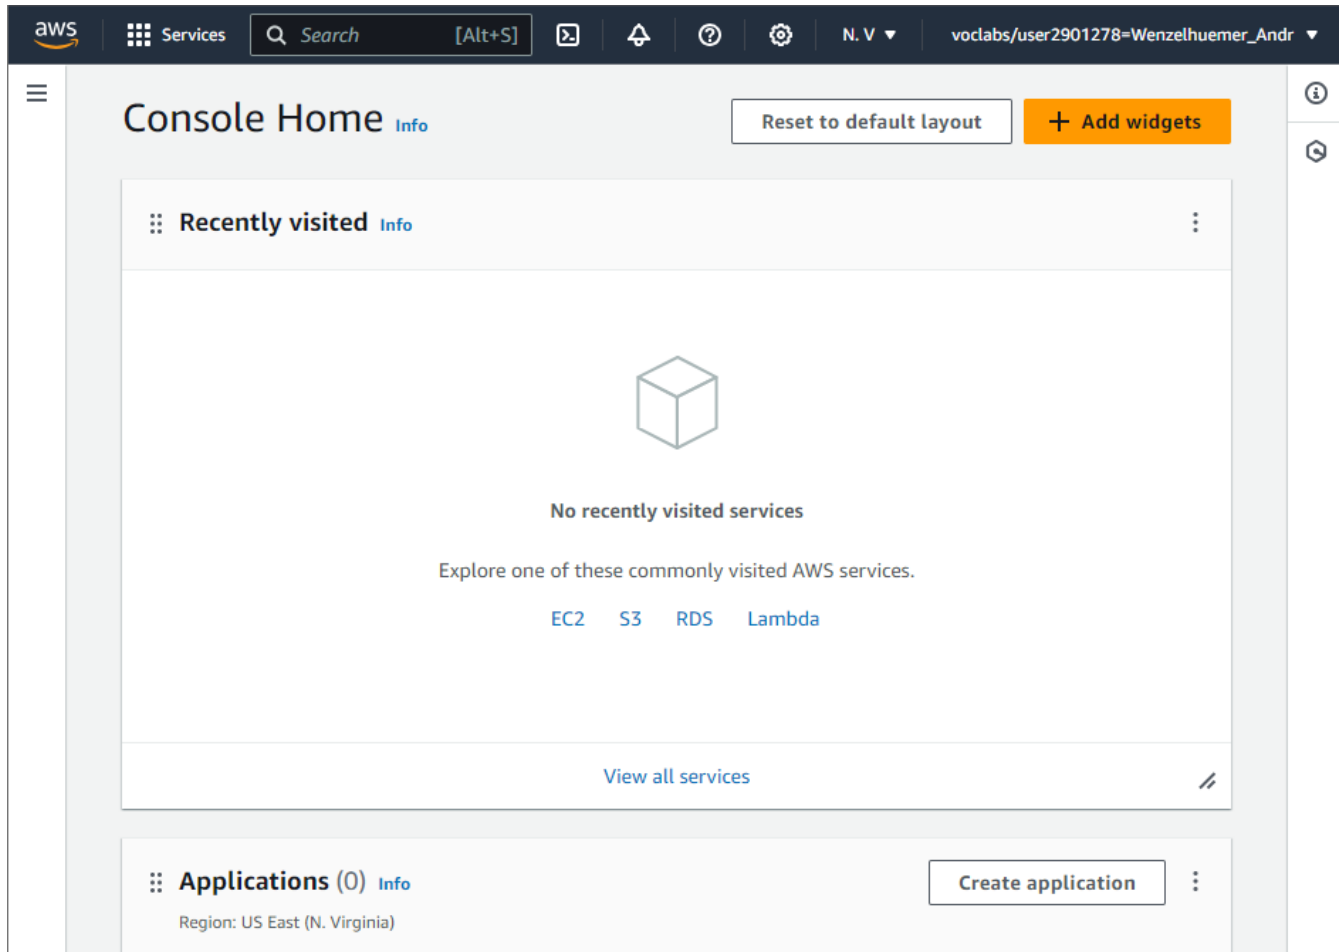 aws Services Search [Alt+S] N. V voclabs/user2901278=Wenzelhuemer_Andr
Console Home Info Reset to default layout Add widgets
Recently visited Info
No recently visited services
Explore one of these commonly visited AWS services.
EC2 S3 RDS Lambda
View all services
Applications (0) Info Create application
Region: US East (N. Virginia)